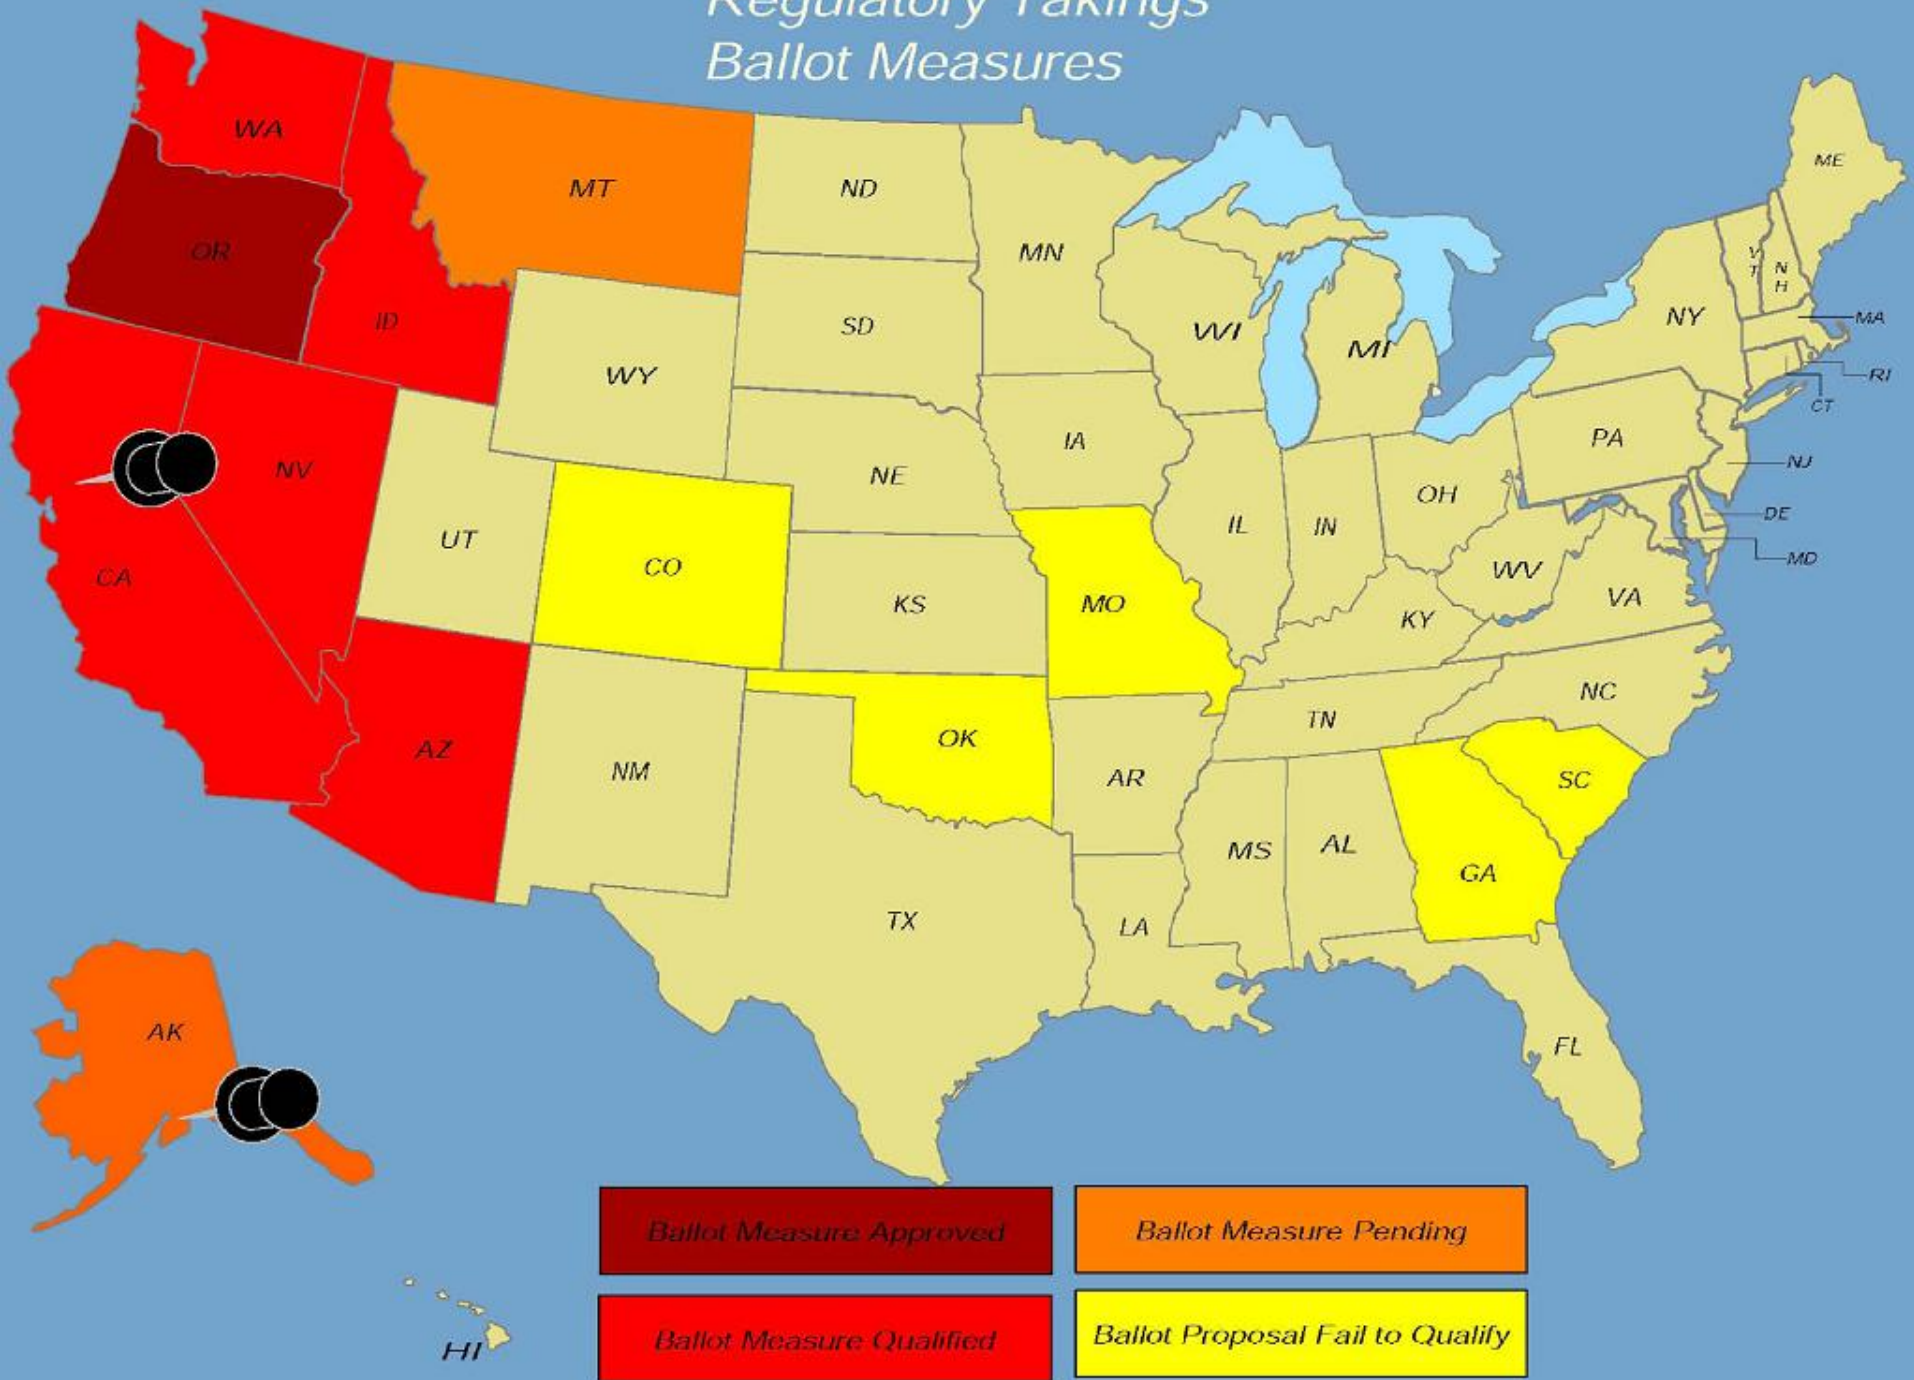 Regulatory Takings
Ballot Measures
WA
MT
ND
MN
ME
OR
ID
SD
WI
MI
NY
V
T
N
H
MA
RI
CT
WY
NV
NE
IA
PA
NJ
UT
CO
KS
MO
IL
IN
OH
DE
MD
WV
VA
KY
CA
AZ
NM
OK
AR
TN
NC
SC
MS
AL
GA
TX
LA
FL
AK
HI
Ballot Measure Approved
Ballot Measure Pending
Ballot Measure Qualified
Ballot Proposal Fail to Qualify